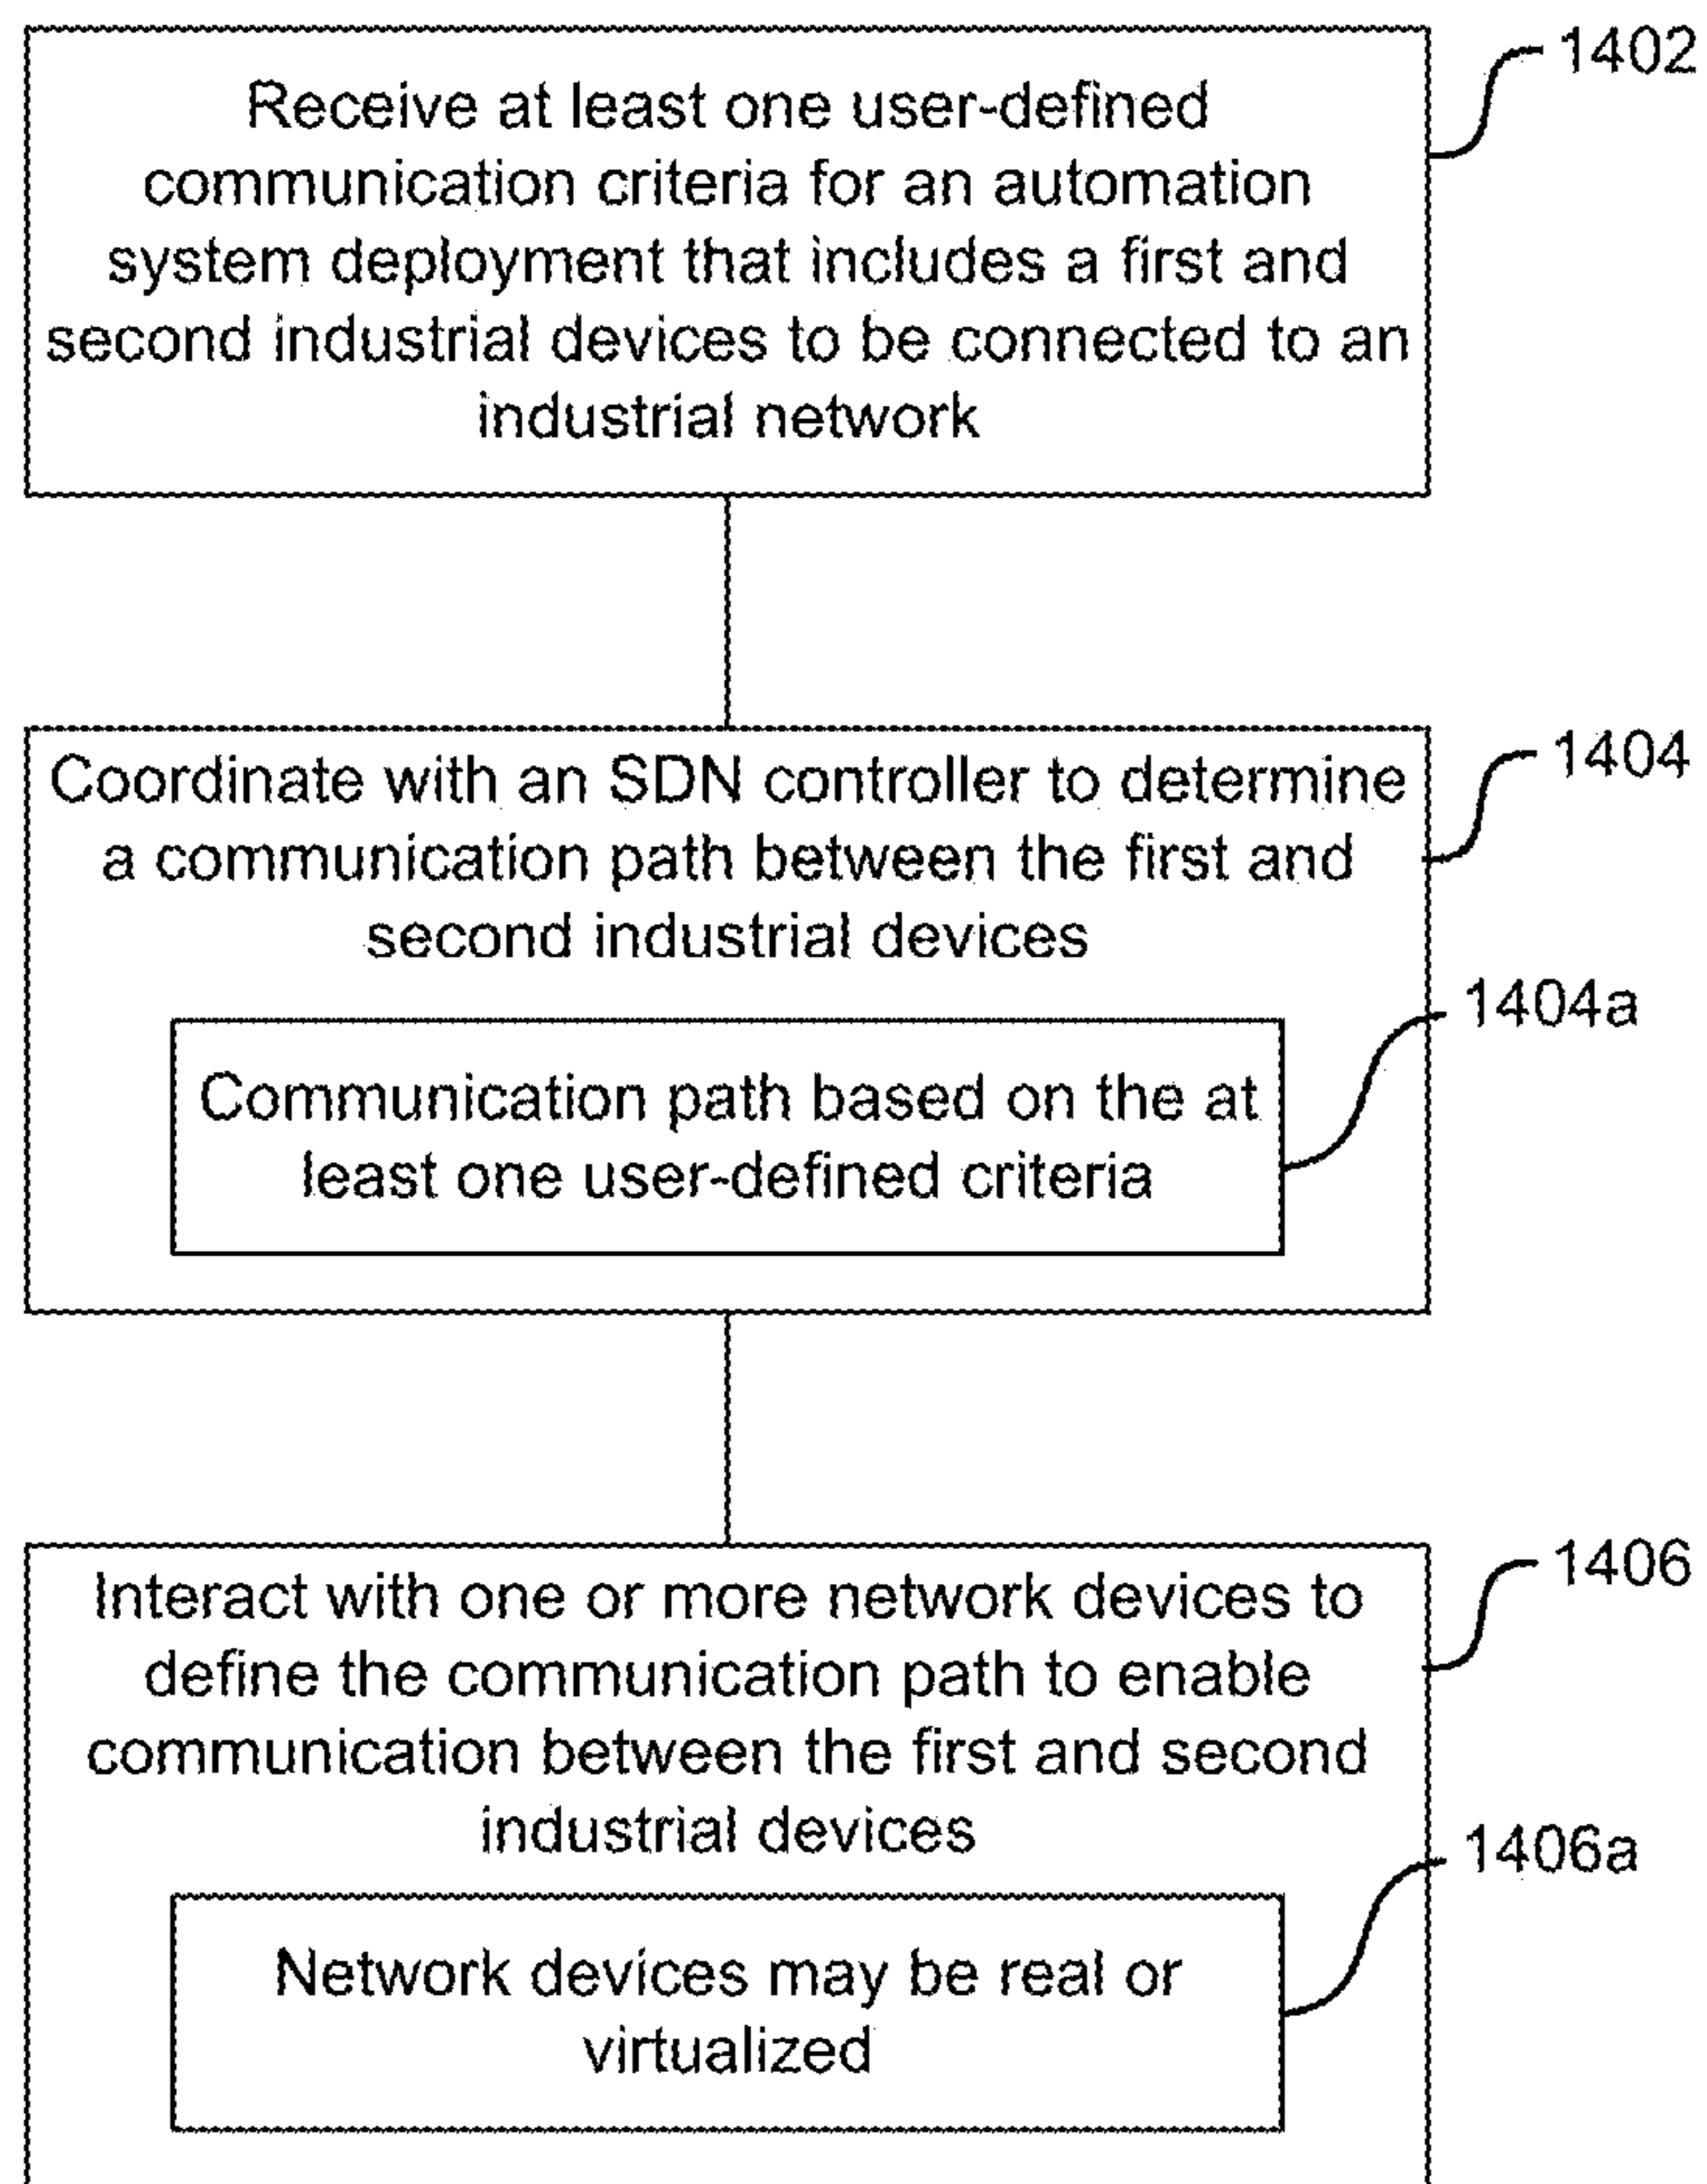 1402
Receive at least one user-defined
communication criteria for an automation
system deployment that includes a first and
second industrial devices to be connected to an
industrial network
1404
Coordinate with an SDN controller to determine
a communication path between the first and
second industrial devices
1404a
Communication path based on the at
least one user-defined criteria
1406
Interact with one or more network devices to
define the communication path to enable
communication between the first and second
industrial devices
1406a
Network devices may be real or
virtualized